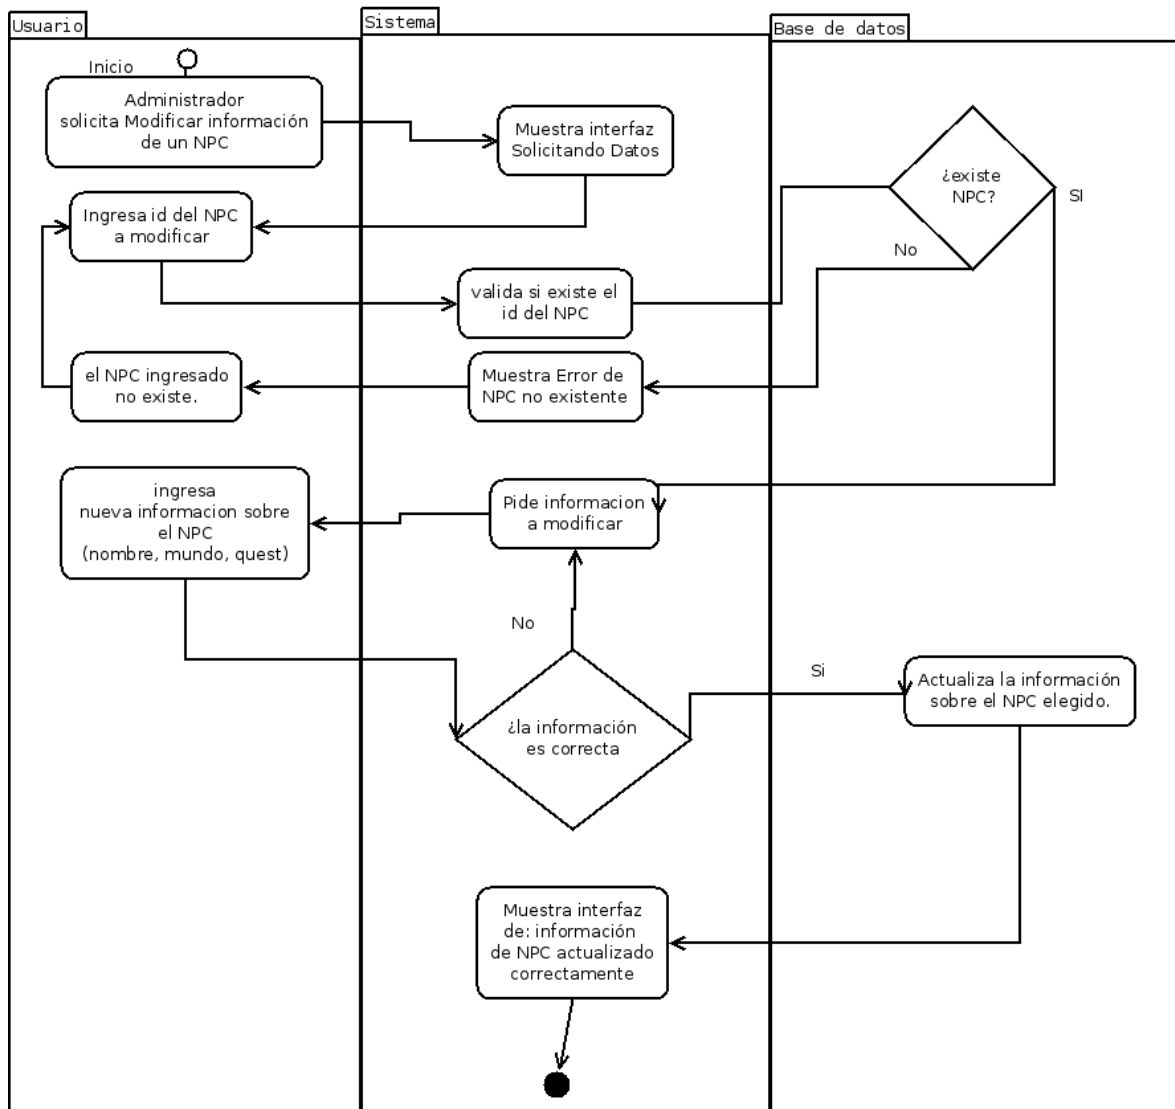 Usuario
Sistema
Base de datos
Inicio
Administrador
solicita Modificar información
de un NPC
Muestra interfaz
Solicitando Datos
¿existe
NPC?
SI
No
Ingresa id del NPC
a modificar
valida si existe el
id del NPC
el NPC ingresado
no existe.
Muestra Error de
NPC no existente
ingresa
nueva informacion sobre
el NPC
(nombre, mundo, quest)
Pide informacion
a modificar
No
¿la información
es correcta
Si
Actualiza la información
sobre el NPC elegido.
Muestra interfaz
de: información
de NPC actualizado
correctamente